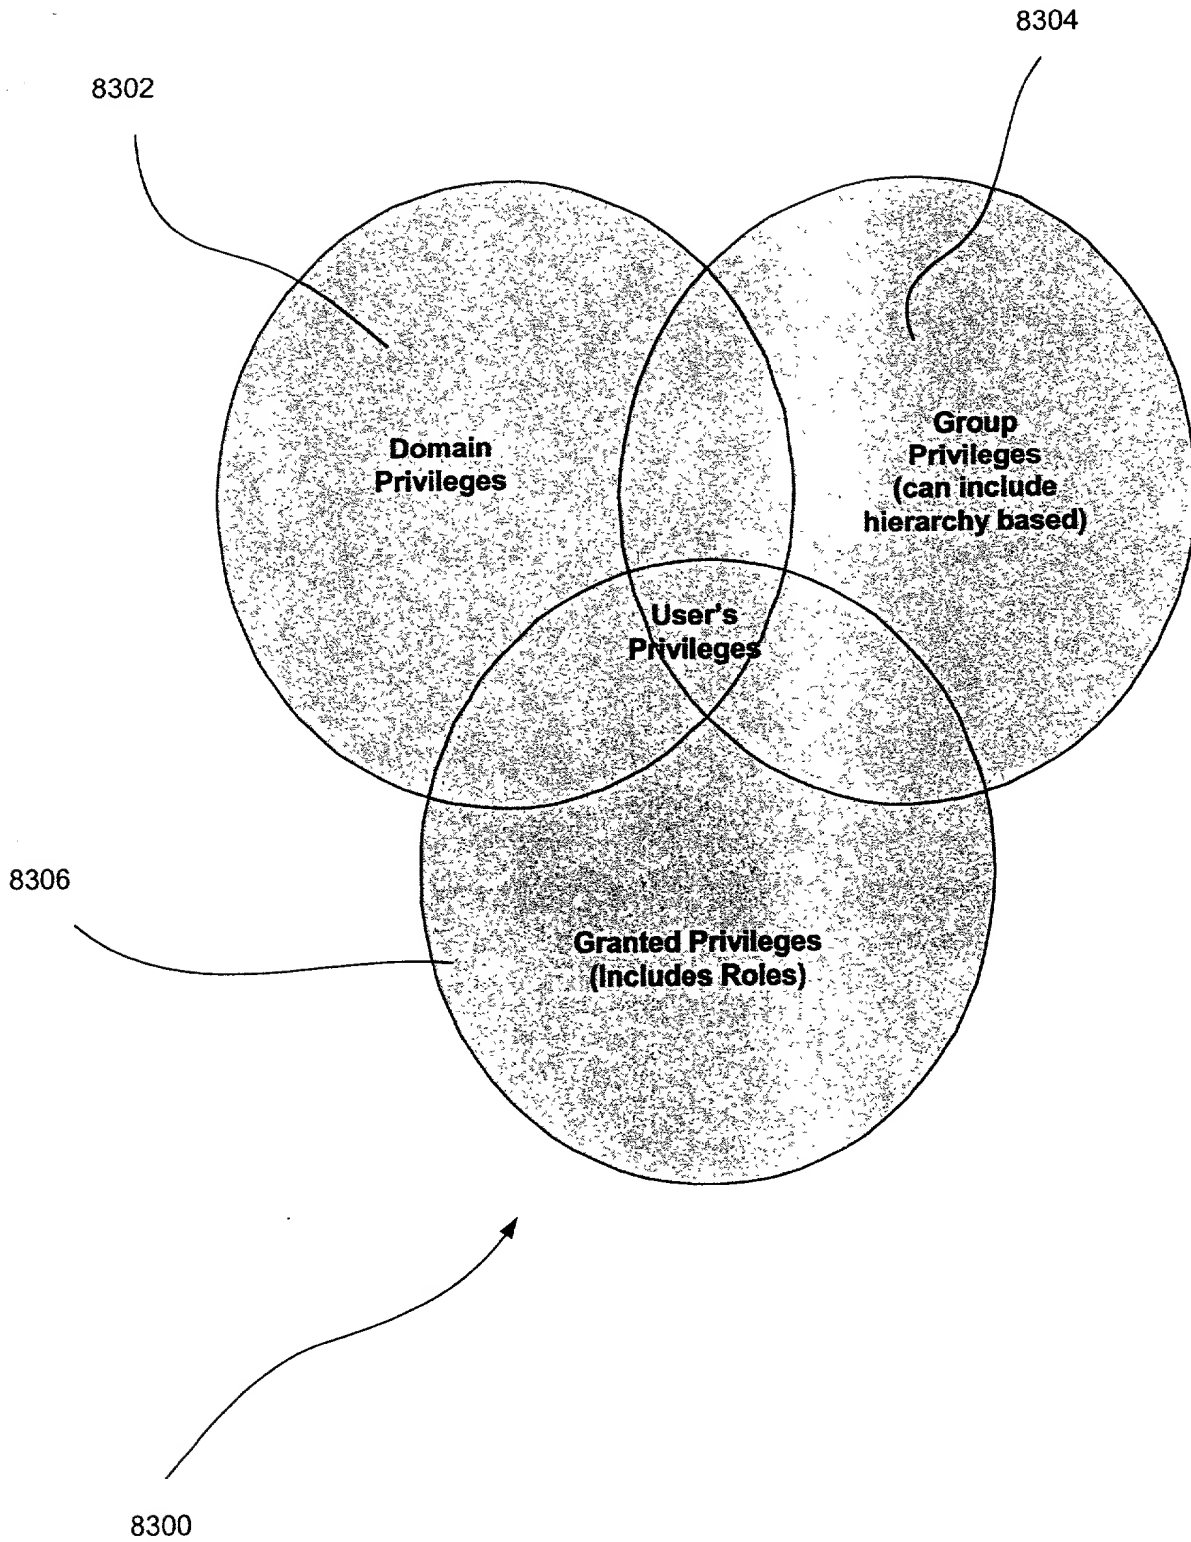 8304
8302
Domain
Privileges
Group
Privileges
(can include
hierarchy based)
User's
Privileges
8306
Granted Privileges
(Includes Roles)
8300